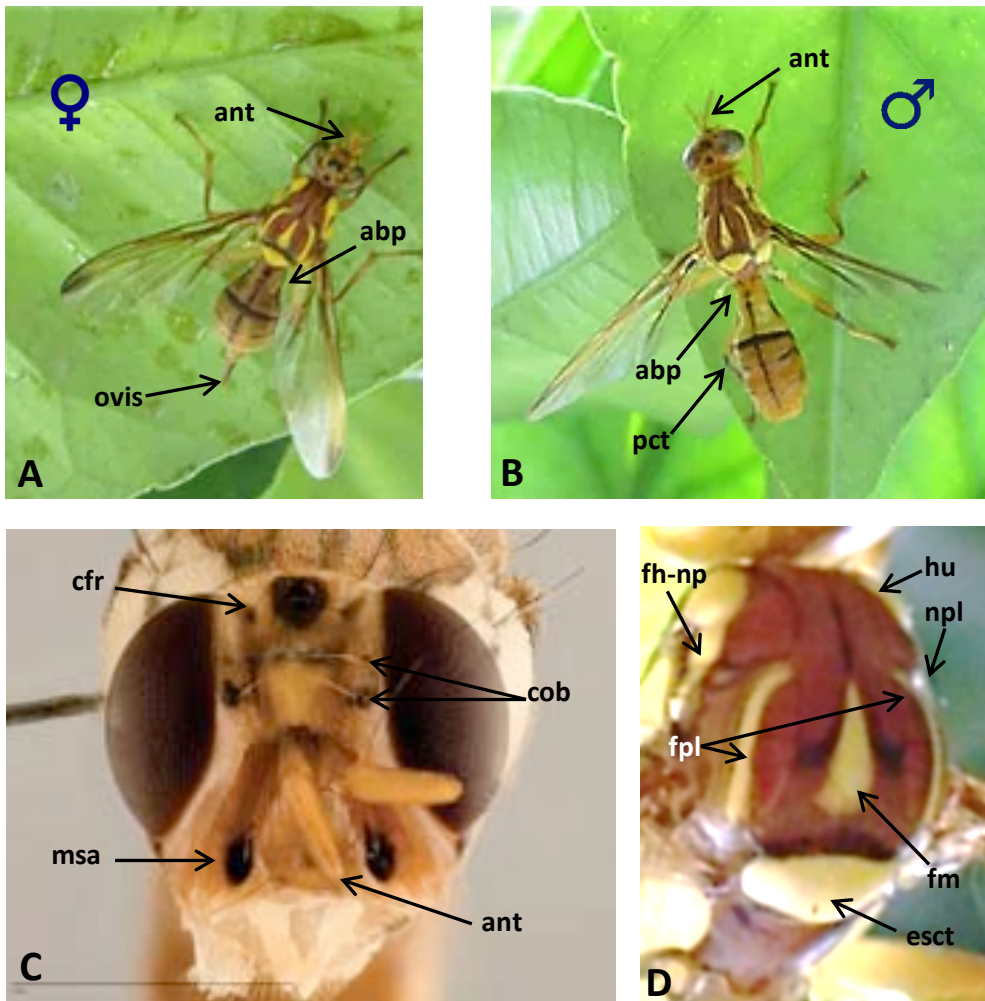 ♀
ant
abp
ovis
A
ant
♂
abp
pct
B
cfr
cob
msa
ant
C
fh-np
hu
npl
fpl
fm
esct
D